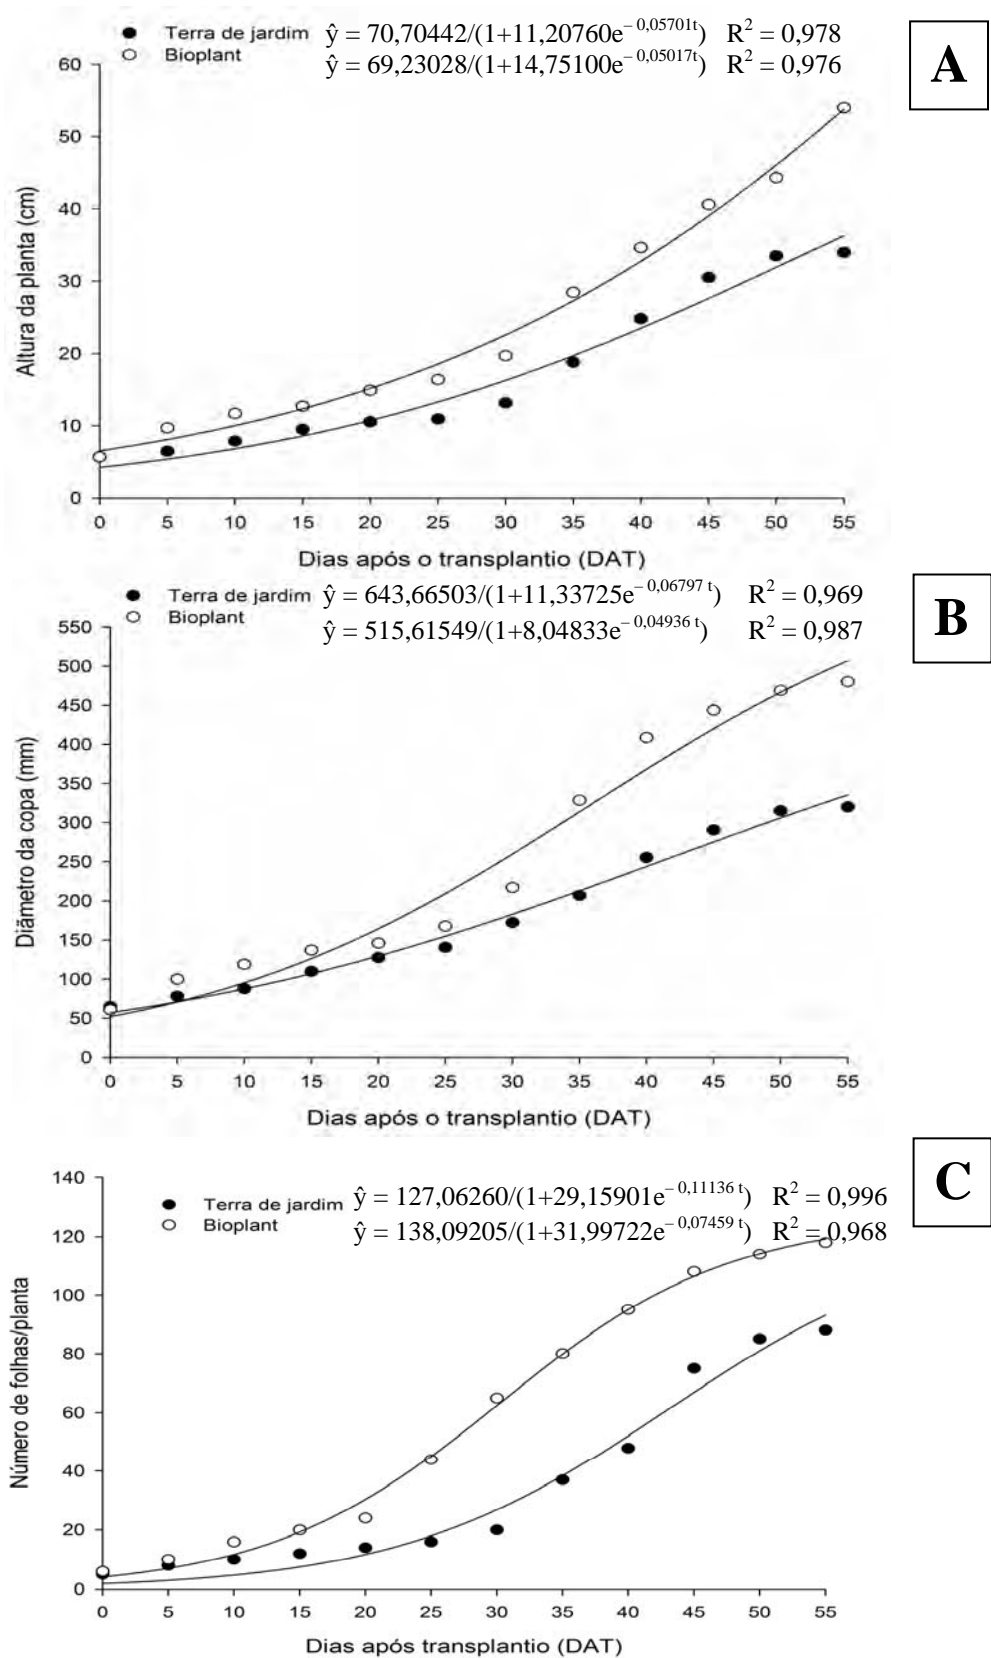 Terra de jardim ŷ = 70,70442/(1+11,20760e^– 0,05701t) R² = 0,978
Bioplant ŷ = 69,23028/(1+14,75100e^– 0,05017t) R² = 0,976
A
60
50
40
30
20
10
0
Altura da planta (cm)
0 5 10 15 20 25 30 35 40 45 50 55
Dias após o transplantio (DAT)
Terra de jardim ŷ = 643,66503/(1+11,33725e^– 0,06797 t) R² = 0,969
Bioplant ŷ = 515,61549/(1+8,04833e^– 0,04936 t) R² = 0,987
B
550
500
450
400
350
300
250
200
150
100
50
0
Diâmetro da copa (mm)
0 5 10 15 20 25 30 35 40 45 50 55
Dias após o transplantio (DAT)
C
140
120
100
80
60
40
20
0
Terra de jardim ŷ = 127,06260/(1+29,15901e^– 0,11136 t) R² = 0,996
Bioplant ŷ = 138,09205/(1+31,99722e^– 0,07459 t) R² = 0,968
Número de folhas/planta
0 5 10 15 20 25 30 35 40 45 50 55
Dias após transplantio (DAT)